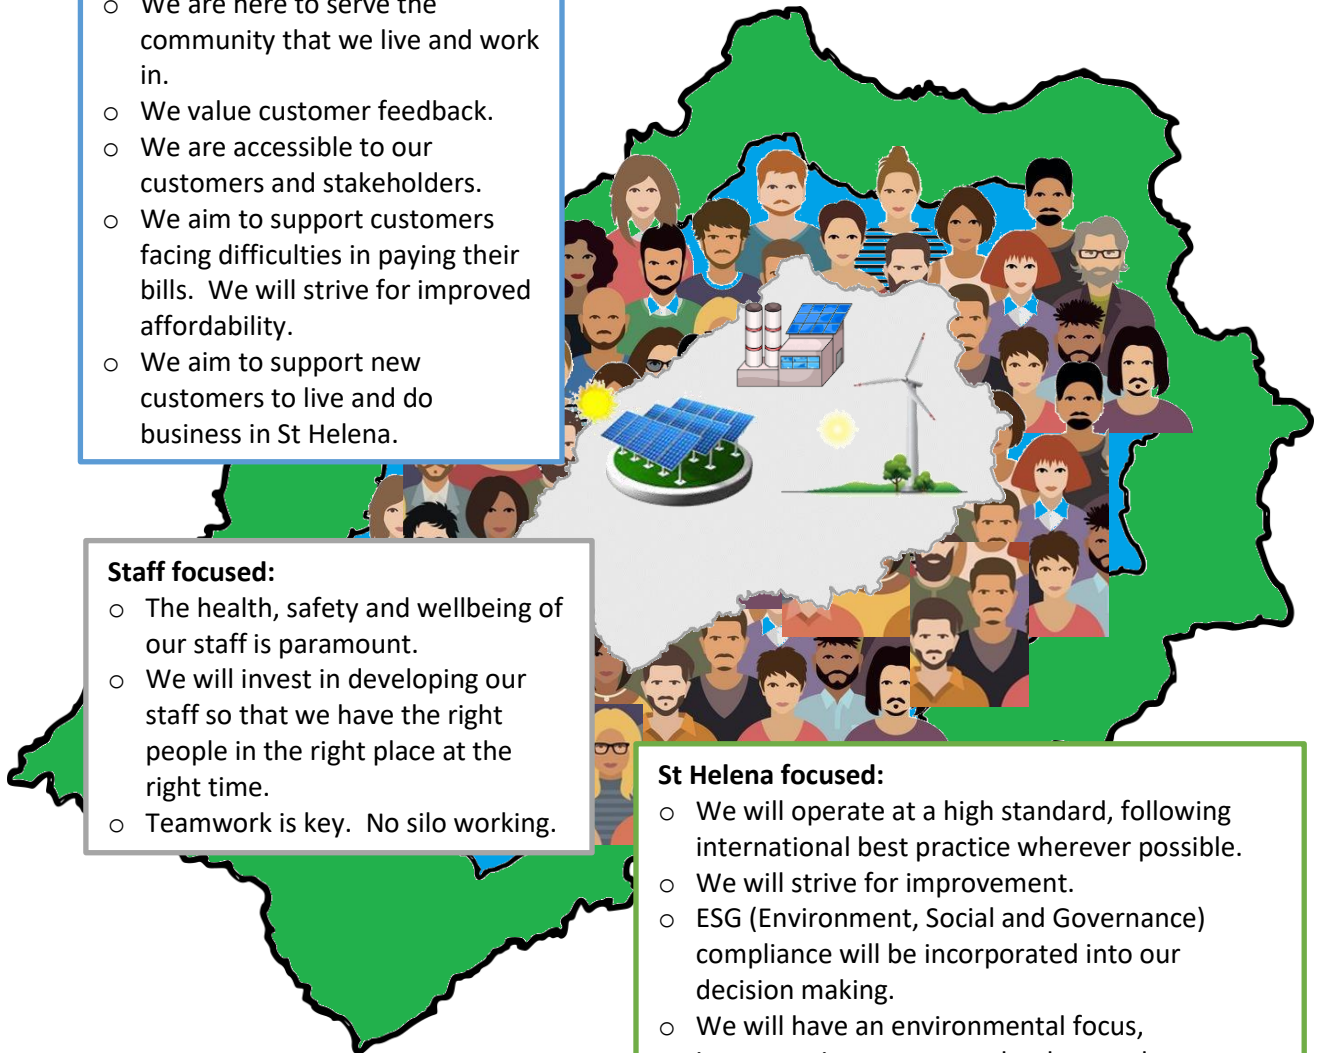 o We are here to serve the
community that we live and work
in.
o We value customer feedback.
o We are accessible to our
customers and stakeholders.
o We aim to support customers
facing difficulties in paying their
bills.  We will strive for improved
affordability.
o We aim to support new
customers to live and do
business in St Helena.
Staff focused:
o The health, safety and wellbeing of
our staff is paramount.
o We will invest in developing our
staff so that we have the right
people in the right place at the
right time.
o Teamwork is key.  No silo working.
St Helena focused:
o We will operate at a high standard, following
international best practice wherever possible.
o We will strive for improvement.
o ESG (Environment, Social and Governance)
compliance will be incorporated into our
decision making.
o We will have an environmental focus,